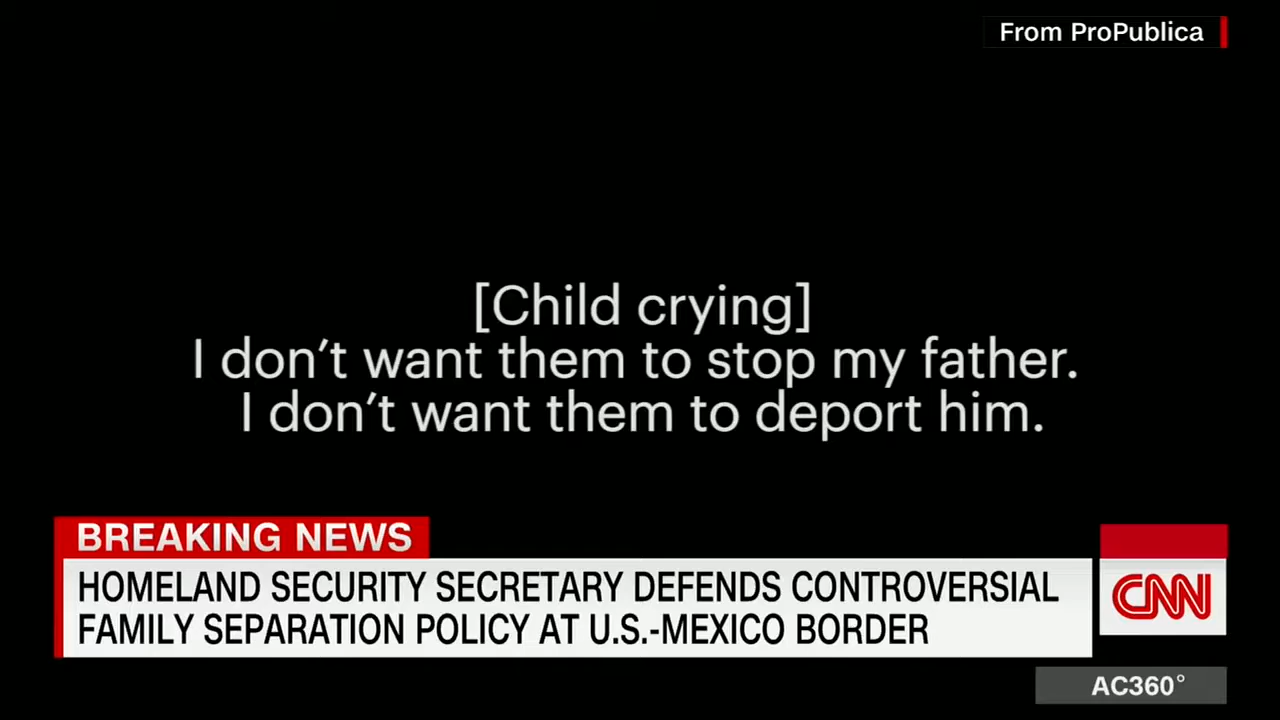 From ProPublica
[Child crying]
I don’t want them to stop my father.
I don’t want them to deport him.
BREAKING NEWS
HOMELAND SECURITY SECRETARY DEFENDS CONTROVERSIAL
FAMILY SEPARATION POLICY AT U.S.-MEXICO BORDER
CNN
AC360°